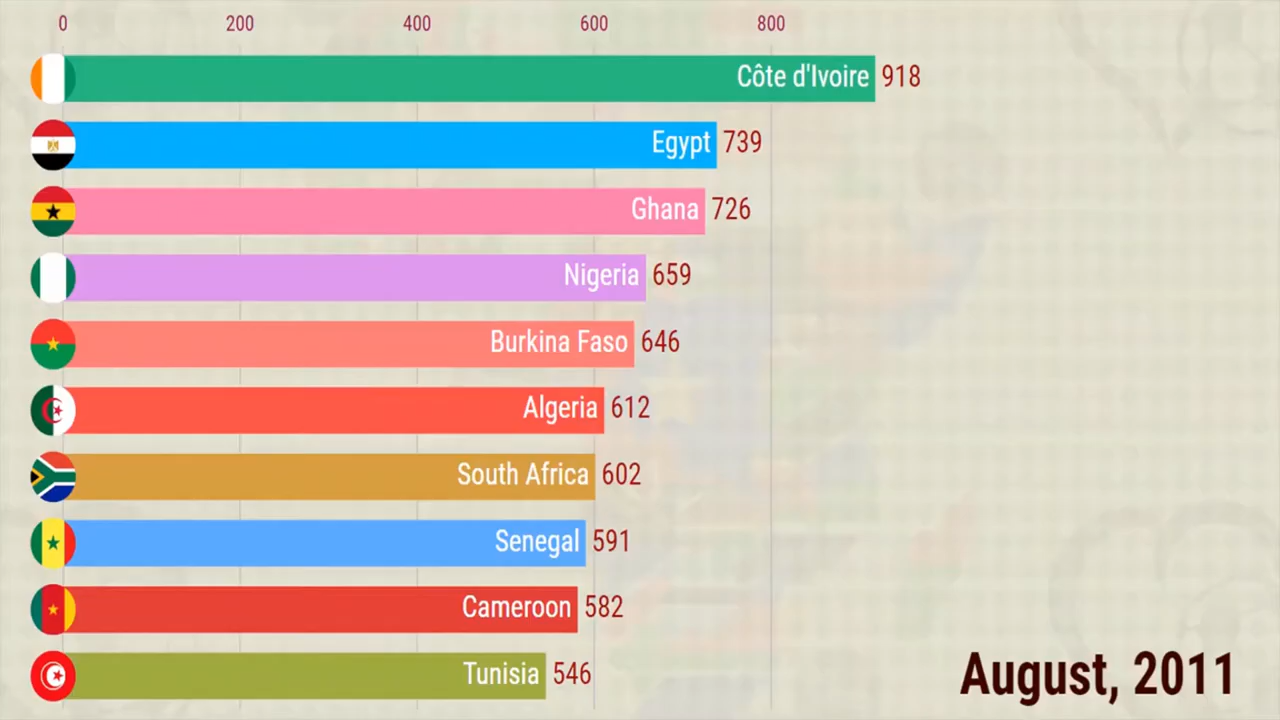 0 200 400 600 800
Côte d'Ivoire 918
Egypt 739
Ghana 726
Nigeria 659
Burkina Faso 646
Algeria 612
South Africa 602
Senegal 591
Cameroon 582
Tunisia 546
August, 2011